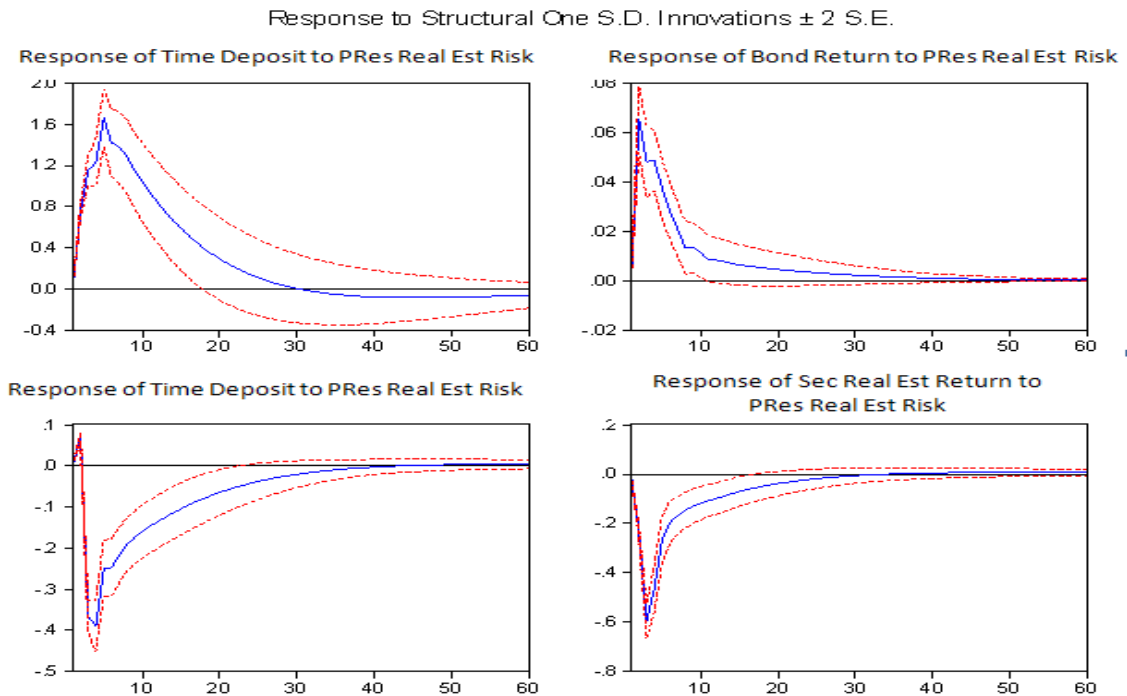 Response to Structural One S.D. Innovations ± 2 S.E.
Response of Time Deposit to PRes Real Est Risk
2.0
1.6
1.2
0.8
0.4
0.0
-0.4
10 20 30 40 50 60
Response of Bond Return to PRes Real Est Risk
.08
.06
.04
.02
.00
-.02
10 20 30 40 50 60
Response of Time Deposit to PRes Real Est Risk
.1
.0
-.1
-.2
-.3
-.4
-.5
10 20 30 40 50 60
Response of Sec Real Est Return to
PRes Real Est Risk
.2
.0
-.2
-.4
-.6
-.8
10 20 30 40 50 60